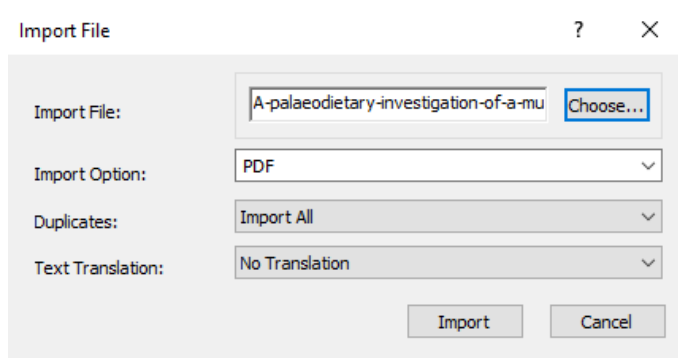 Import File ?
Import File: A-palaeodietary-investigation-of-a-mu Choose...
Import Option: PDF
Duplicates: Import All
Text Translation: No Translation
Import Cancel